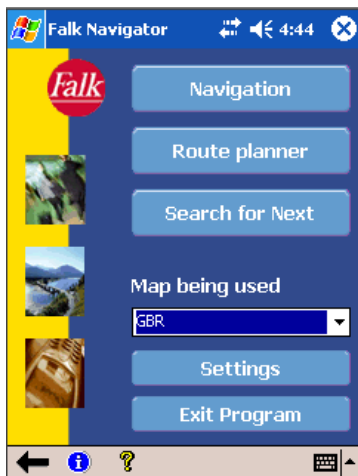 Falk Navigator 4:44
Falk
Navigation
Route planner
Search for Next
Map being used
GBR
Settings
Exit Program